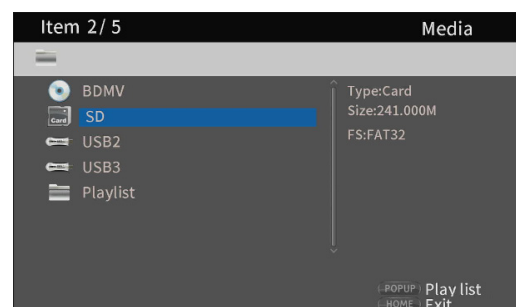 Item 2/ 5
Media
BDMV
Card SD
USB2
USB3
Playlist
Type:Card
Size:241.000M
FS:FAT32
POPUP Play list
HOME Exit